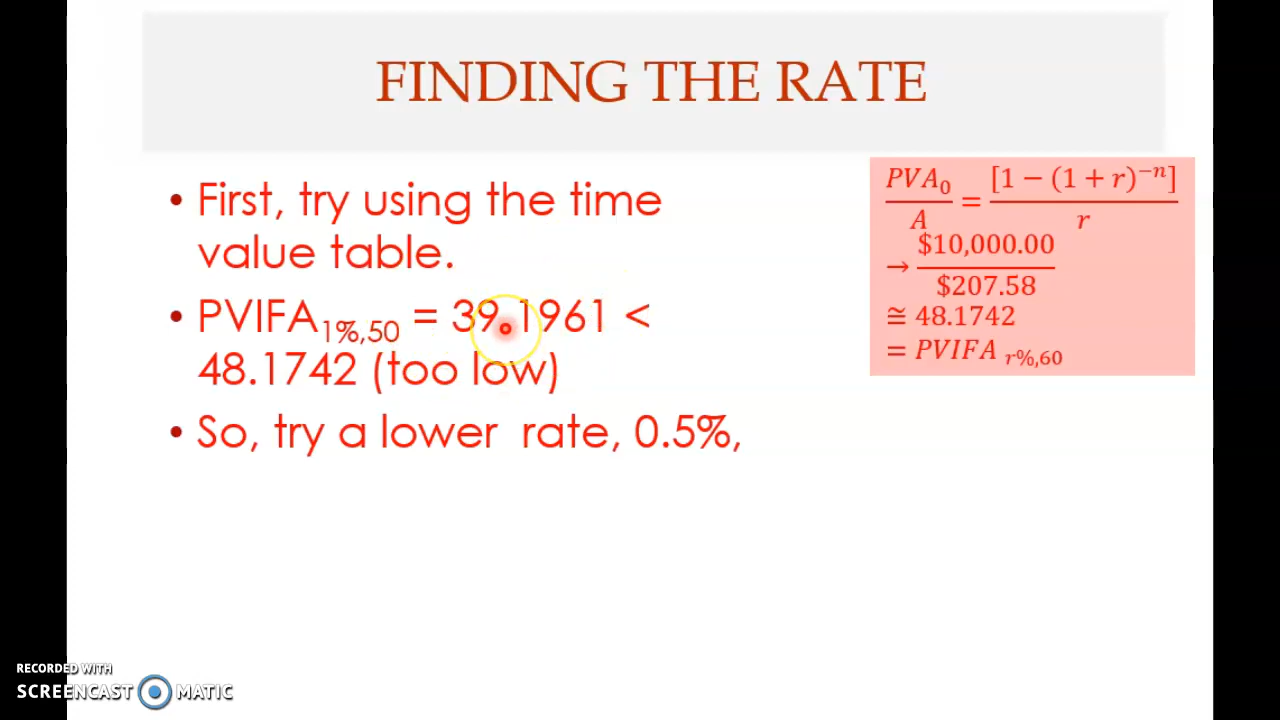 FINDING THE RATE
• First, try using the time
value table.
• PVIFA1%,50 = 39.1961 <
48.1742 (too low)
• So, try a lower rate, 0.5%,
PVA0/A = [1 − (1 + r)^−n]/r
→ $10,000.00/$207.58
≅ 48.1742
= PVIFA r%,60
RECORDED WITH
SCREENCAST MATIC